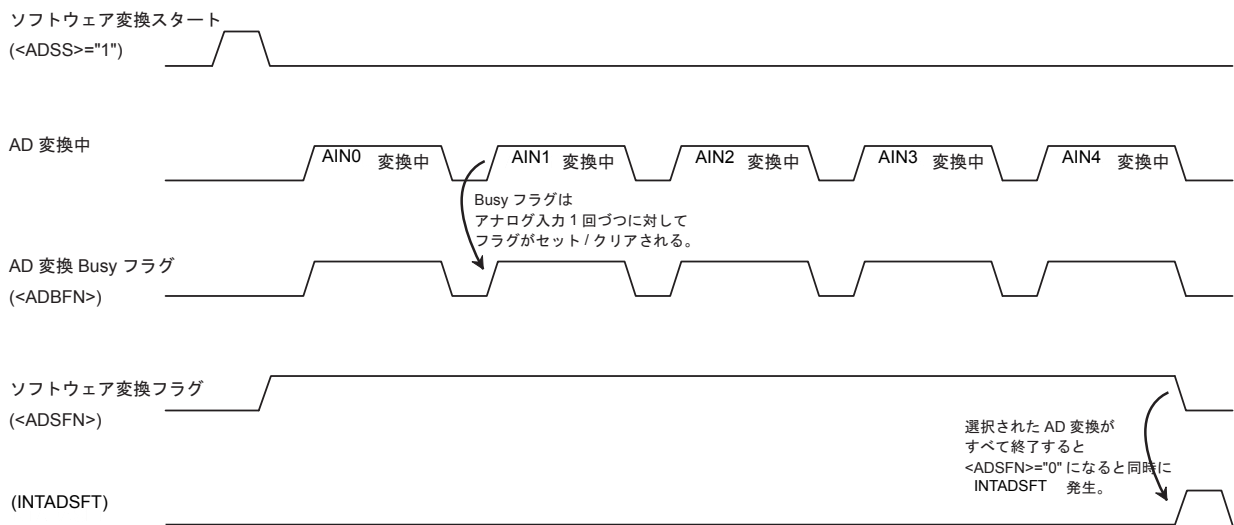 ソフトウェア変換スタート
(<ADSS>="1")
AD 変換中
AIN0 変換中
AIN1 変換中
AIN2 変換中
AIN3 変換中
AIN4 変換中
Busy フラグは
アナログ入力 1 回づつに対して
フラグがセット / クリアされる。
AD 変換 Busy フラグ
(<ADBFN>)
ソフトウェア変換フラグ
(<ADSFN>)
選択された AD 変換が
すべて終了すると
<ADSFN>="0" になると同時に
INTADSFT 発生。
(INTADSFT)